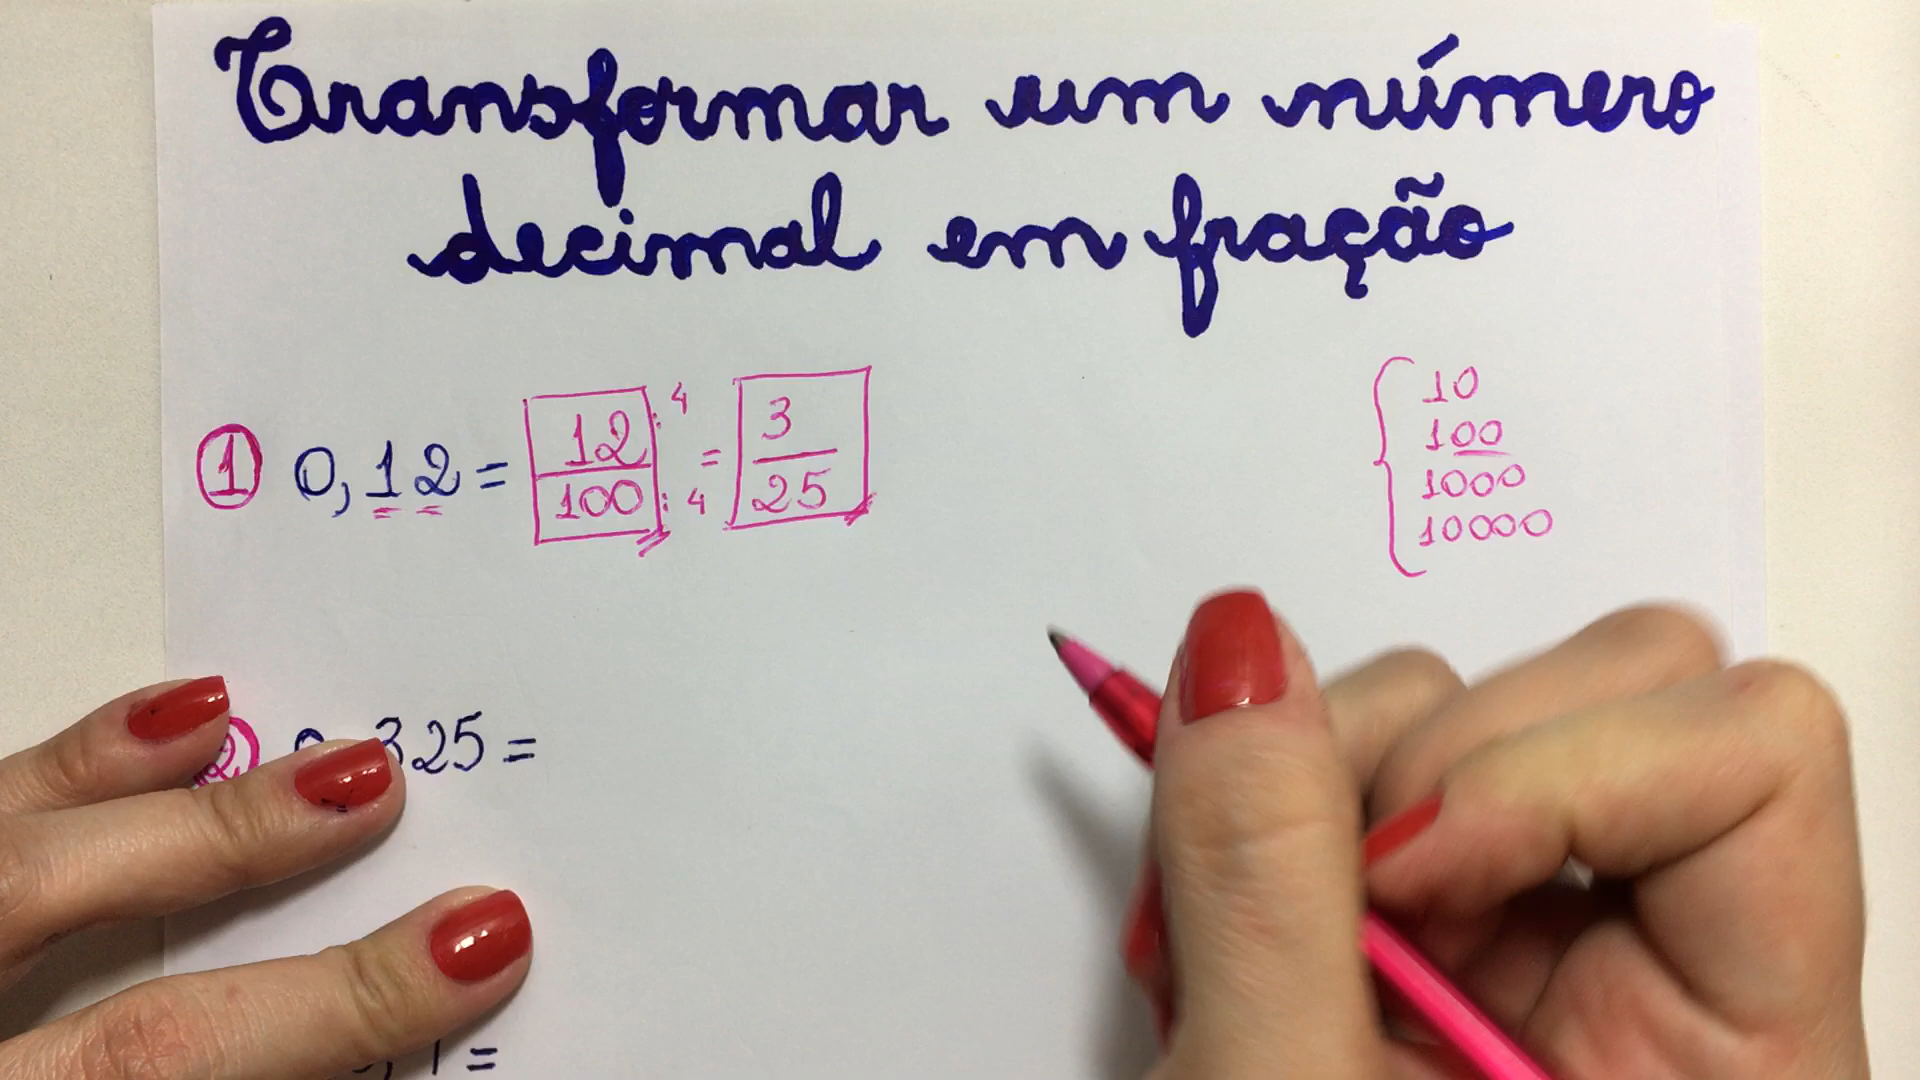 Transformar um número
decimal em fração
1 0,12 = 12/100 :4 :4 = 3/25
10
100
1000
10000
2 325 =
=